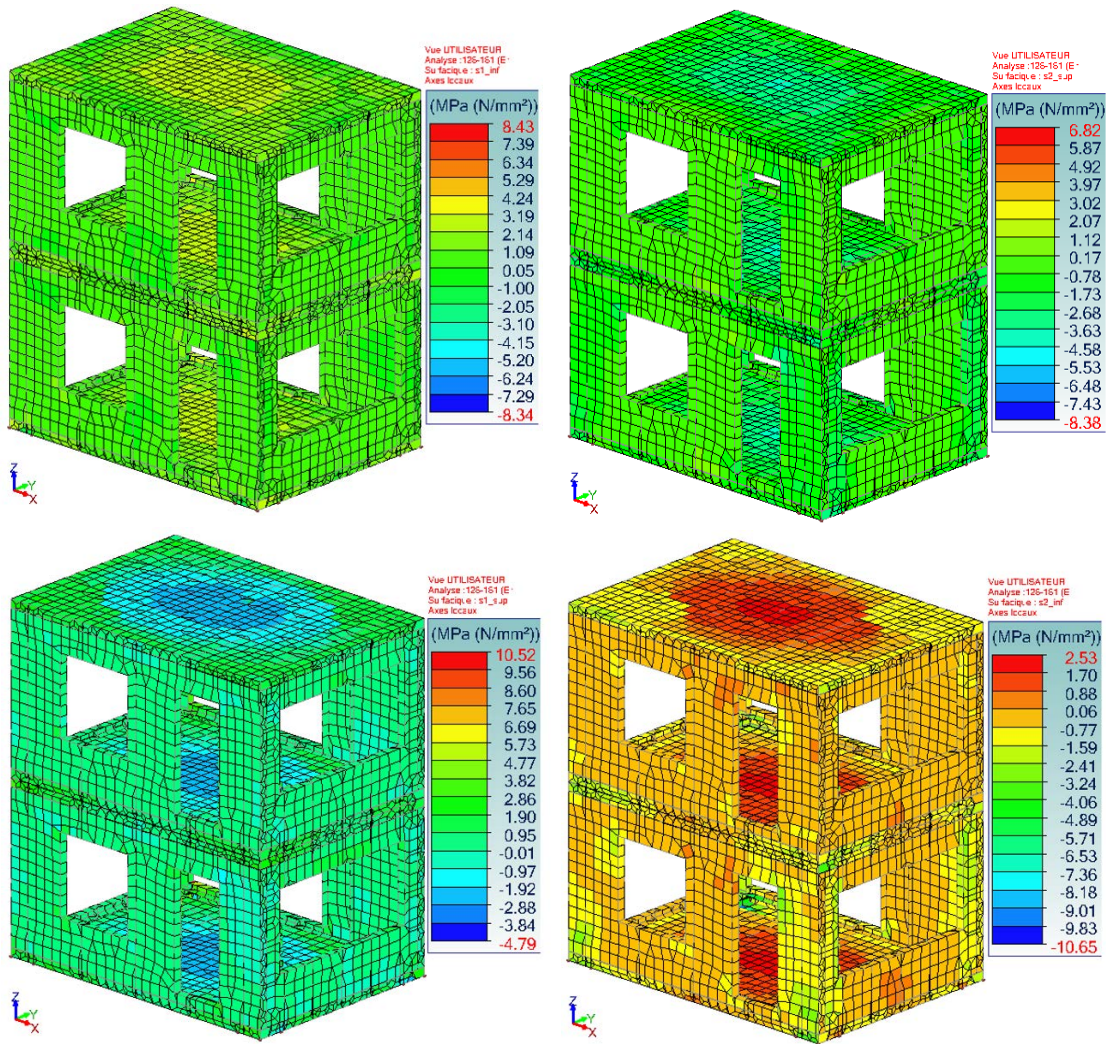 Vue UTILISATEUR
Analyse :126-161 (E
Surfacique : s1_inf
Axes locaux
(MPa (N/mm²))
8.43
7.39
6.34
5.29
4.24
3.19
2.14
1.09
0.05
-1.00
-2.05
-3.10
-4.15
-5.20
-6.24
-7.29
-8.34
Z
Y
X
Vue UTILISATEUR
Analyse :126-161 (E
Surfacique : s2_sup
Axes locaux
(MPa (N/mm²))
6.82
5.87
4.92
3.97
3.02
2.07
1.12
0.17
-0.78
-1.73
-2.68
-3.63
-4.58
-5.53
-6.48
-7.43
-8.38
Z
Y
X
Vue UTILISATEUR
Analyse :126-161 (E
Surfacique : s1_sup
Axes locaux
(MPa (N/mm²))
10.52
9.56
8.60
7.65
6.69
5.73
4.77
3.82
2.86
1.90
0.95
-0.01
-0.97
-1.92
-2.88
-3.84
-4.79
Z
Y
X
Vue UTILISATEUR
Analyse :126-161 (E
Surfacique : s2_inf
Axes locaux
(MPa (N/mm²))
2.53
1.70
0.88
0.06
-0.77
-1.59
-2.41
-3.24
-4.06
-4.89
-5.71
-6.53
-7.36
-8.18
-9.01
-9.83
-10.65
Z
Y
X